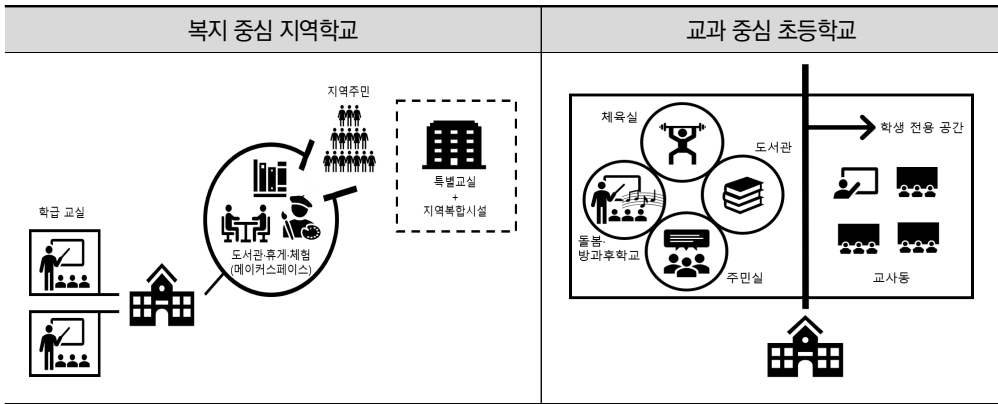 복지 중심 지역학교
교과 중심 초등학교
지역주민
특별교실
+
지역복합시설
학급 교실
도서관·휴게·체험
(메이커스페이스)
체육실
도서관
돌봄·
방과후학교
주민실
학생 전용 공간
교사동